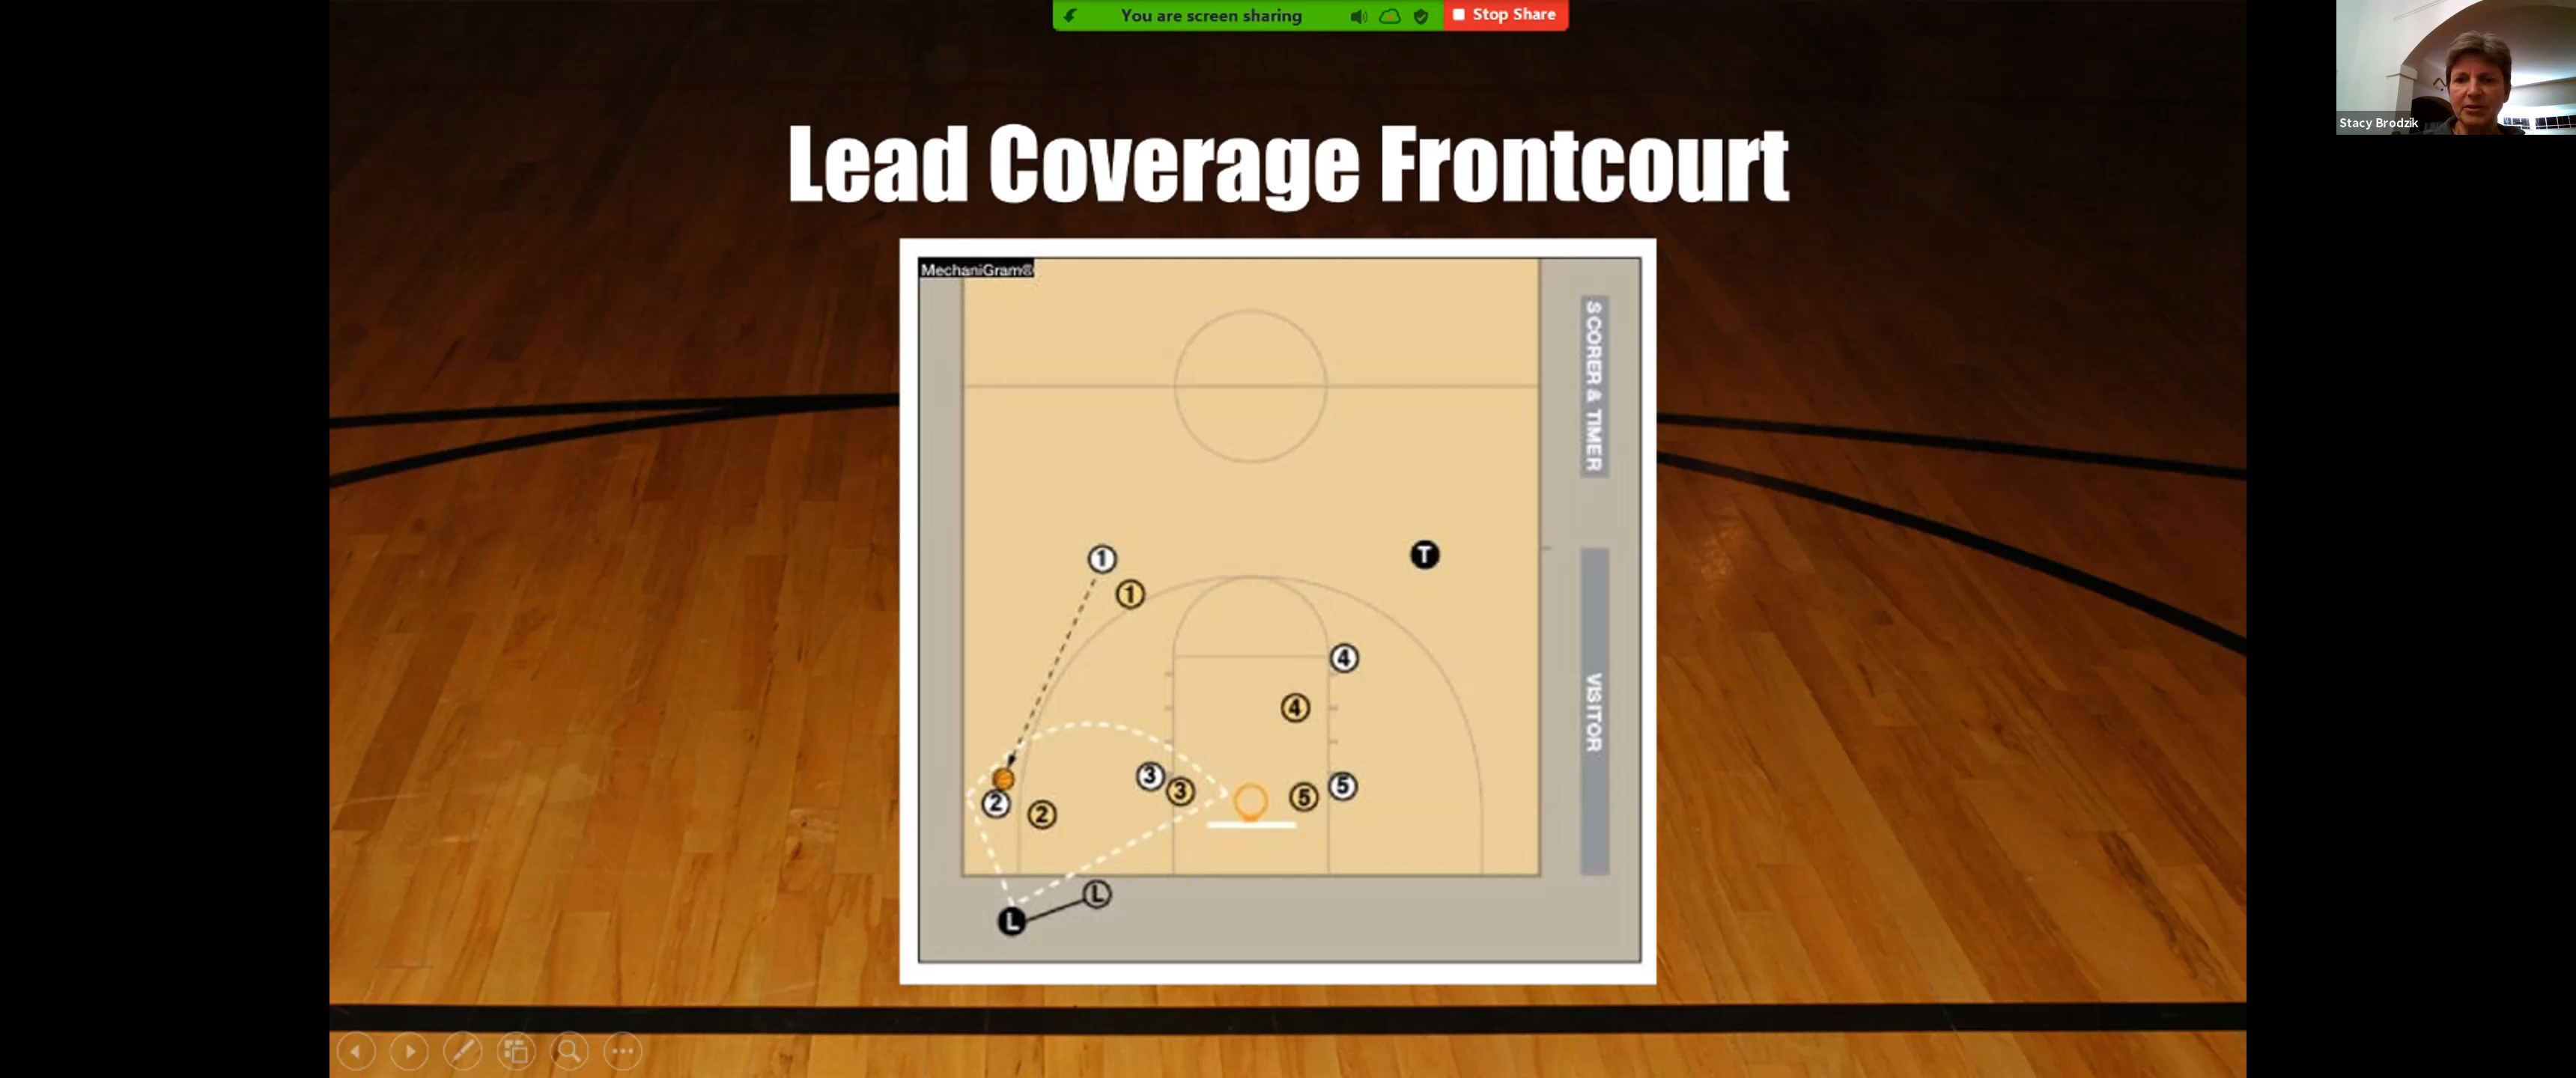 You are screen sharing
Stop Share
Stacy Brodzik
Lead Coverage Frontcourt
MechaniGram®
SCORER & TIMER
1
T
1
4
4
VISITOR
3
3
5
5
2
2
L
L